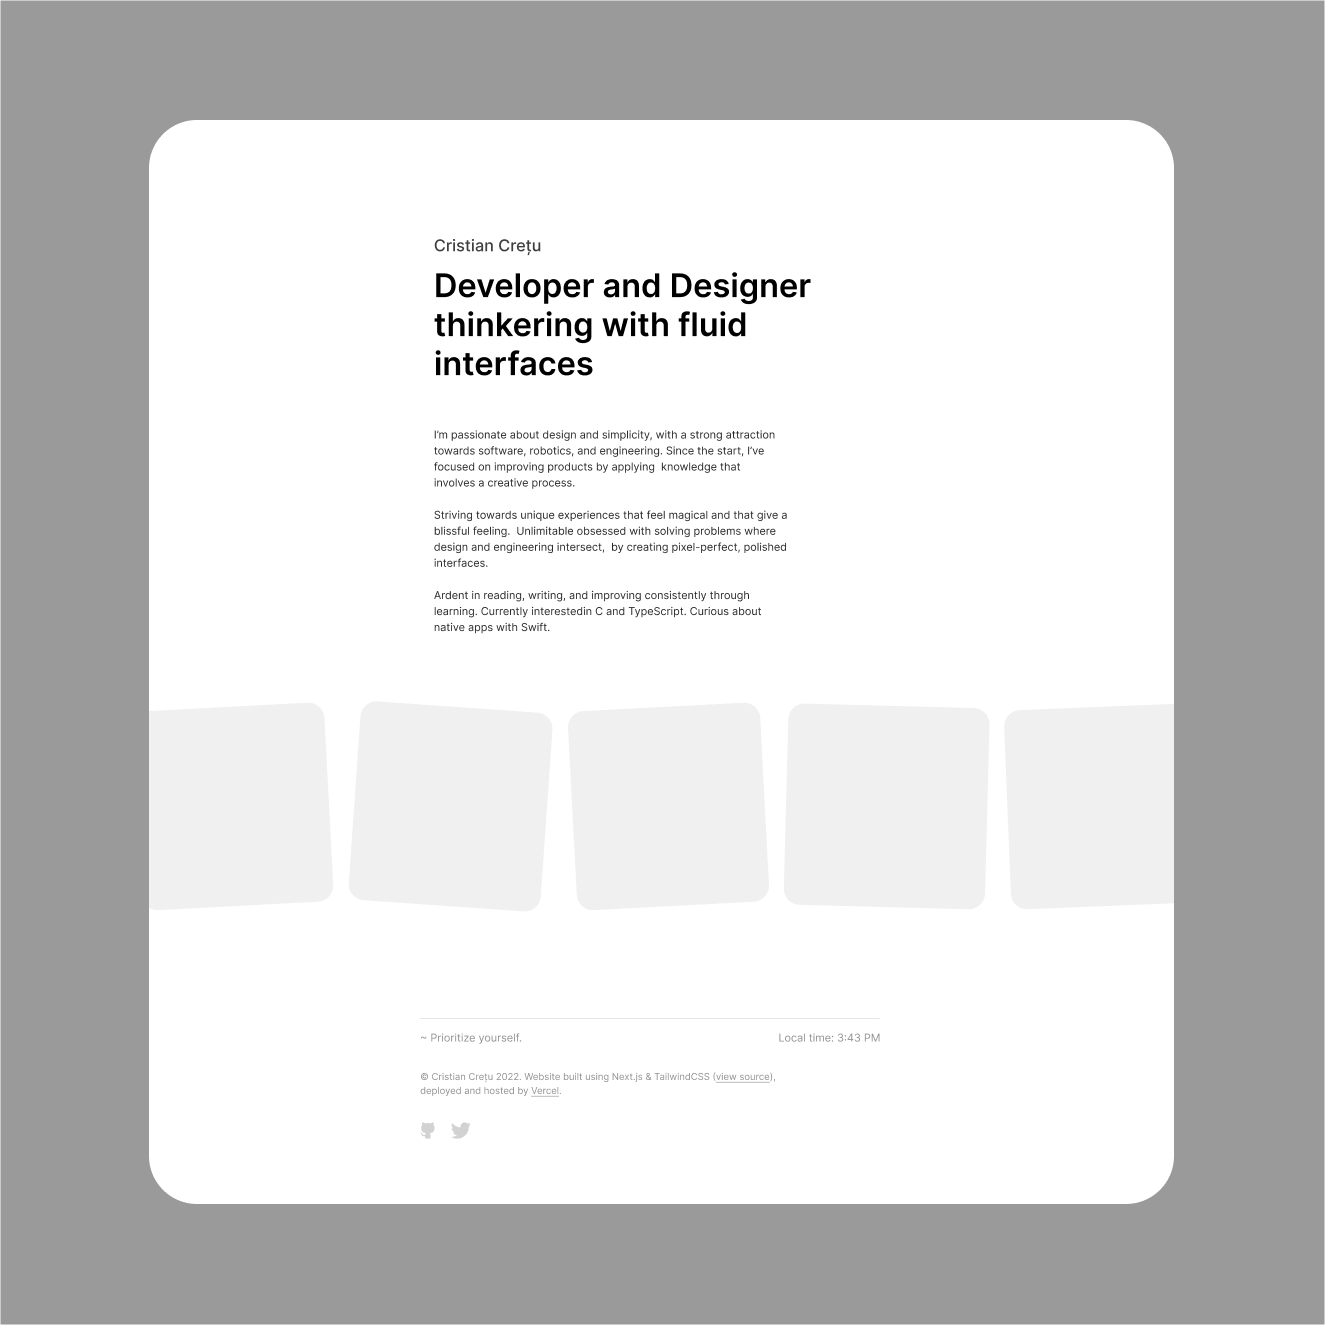 Cristian Crețu
Developer and Designer
thinkering with fluid
interfaces
I’m passionate about design and simplicity, with a strong attraction
towards software, robotics, and engineering. Since the start, I’ve
focused on improving products by applying  knowledge that
involves a creative process.
Striving towards unique experiences that feel magical and that give a
blissful feeling.  Unlimitable obsessed with solving problems where
design and engineering intersect,  by creating pixel-perfect, polished
interfaces.
Ardent in reading, writing, and improving consistently through
learning. Currently interestedin C and TypeScript. Curious about
native apps with Swift.
~ Prioritize yourself.
Local time: 3:43 PM
© Cristian Crețu 2022. Website built using Next.js & TailwindCSS (view source),
deployed and hosted by Vercel.